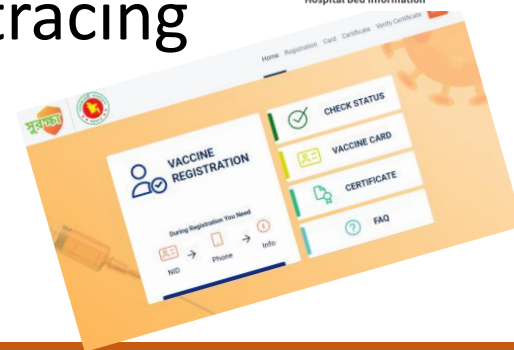 Hospital Bed Information
tracing
Home Registration Card Certificate Verify Certificate
সুরক্ষা
VACCINE
REGISTRATION
During Registration You Need
NID → Phone → Info
CHECK STATUS
VACCINE CARD
CERTIFICATE
FAQ